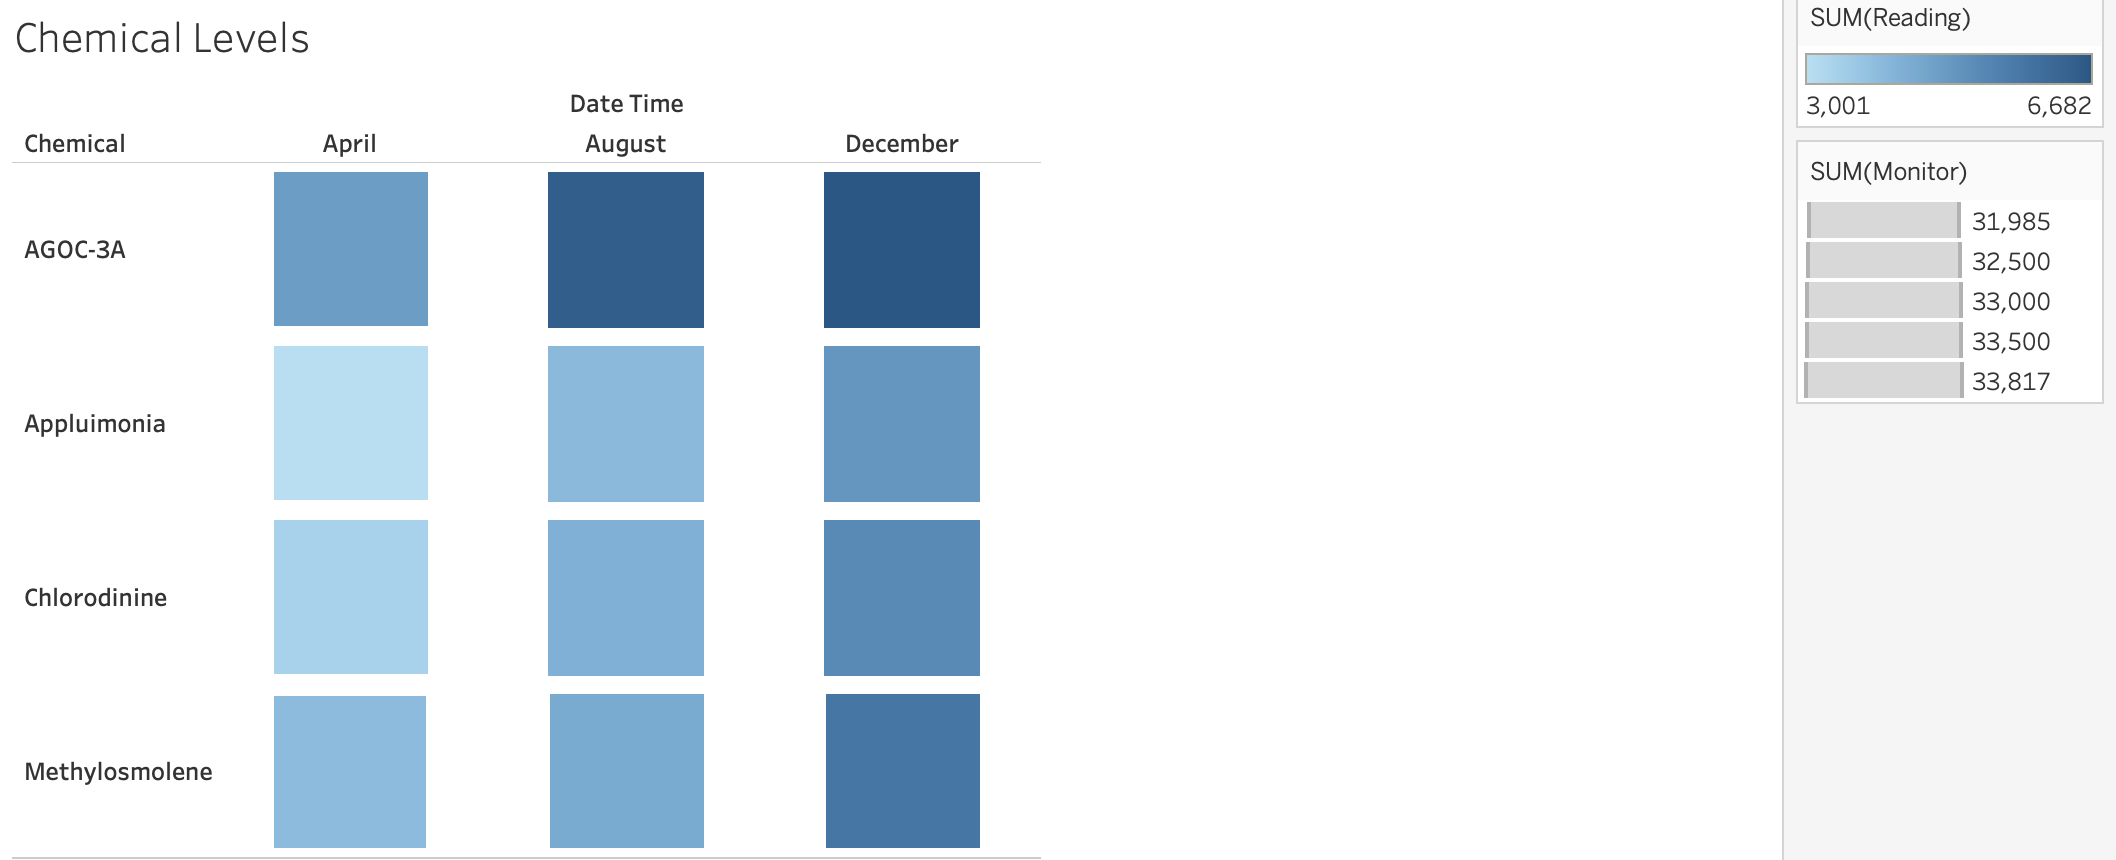 Chemical Levels
Date Time
Chemical April August December
AGOC-3A
Appluimonia
Chlorodinine
Methylosmolene
SUM(Reading)
3,001 6,682
SUM(Monitor)
31,985
32,500
33,000
33,500
33,817